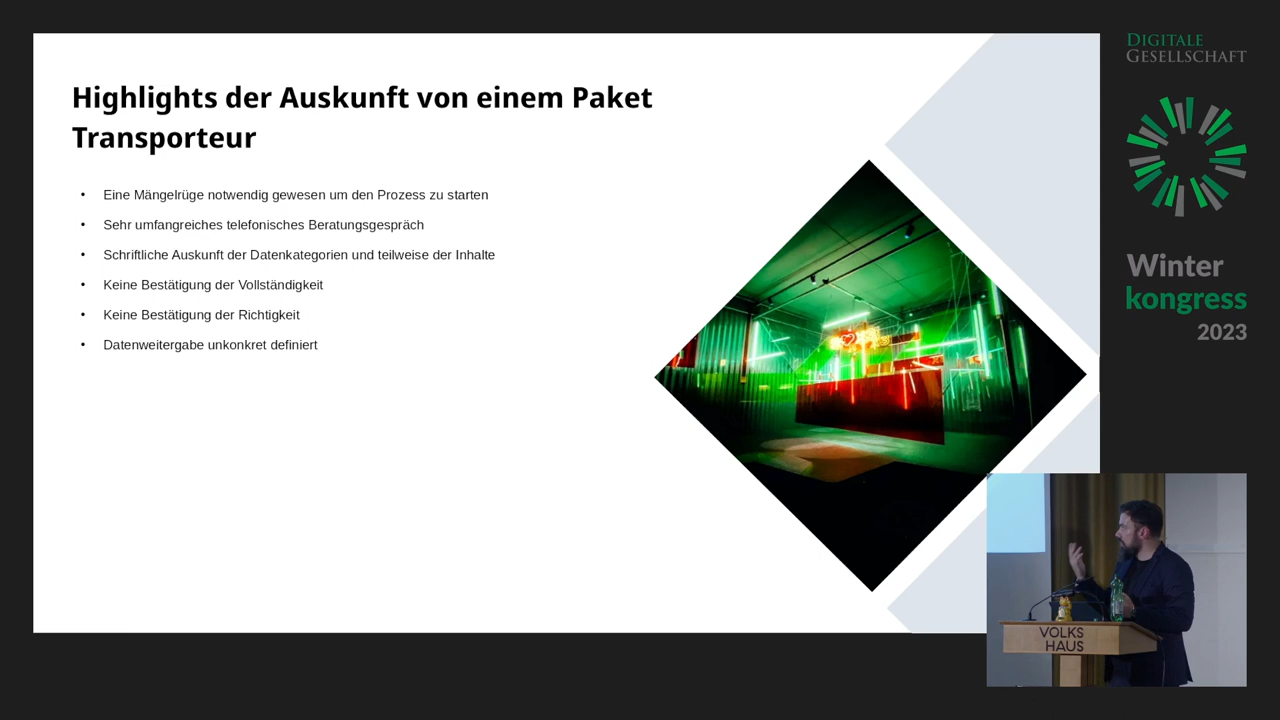 Highlights der Auskunft von einem Paket
Transporteur
• Eine Mängelrüge notwendig gewesen um den Prozess zu starten
• Sehr umfangreiches telefonisches Beratungsgespräch
• Schriftliche Auskunft der Datenkategorien und teilweise der Inhalte
• Keine Bestätigung der Vollständigkeit
• Keine Bestätigung der Richtigkeit
• Datenweitergabe unkonkret definiert
DIGITALE
GESELLSCHAFT
Winter
kongress
2023
VOLKS
HAUS